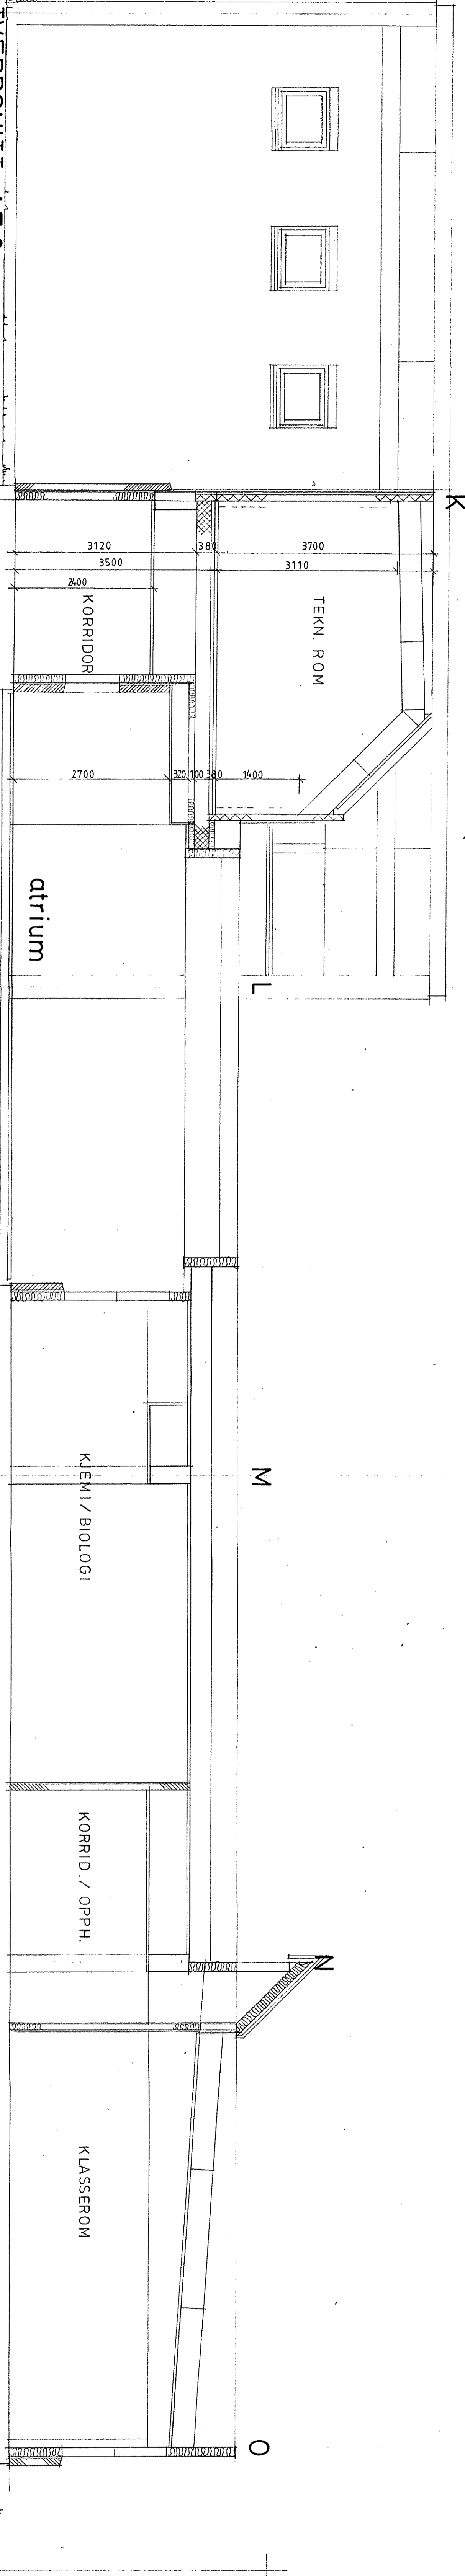 K
3120
380
3700
3500
3110
2400
KORRIDOR
TEKN. ROM
2700
320
100
380
1400
atrium
L
M
KJEMI / BIOLOGI
KORRID. / OPPH.
N
KLASSEROM
O